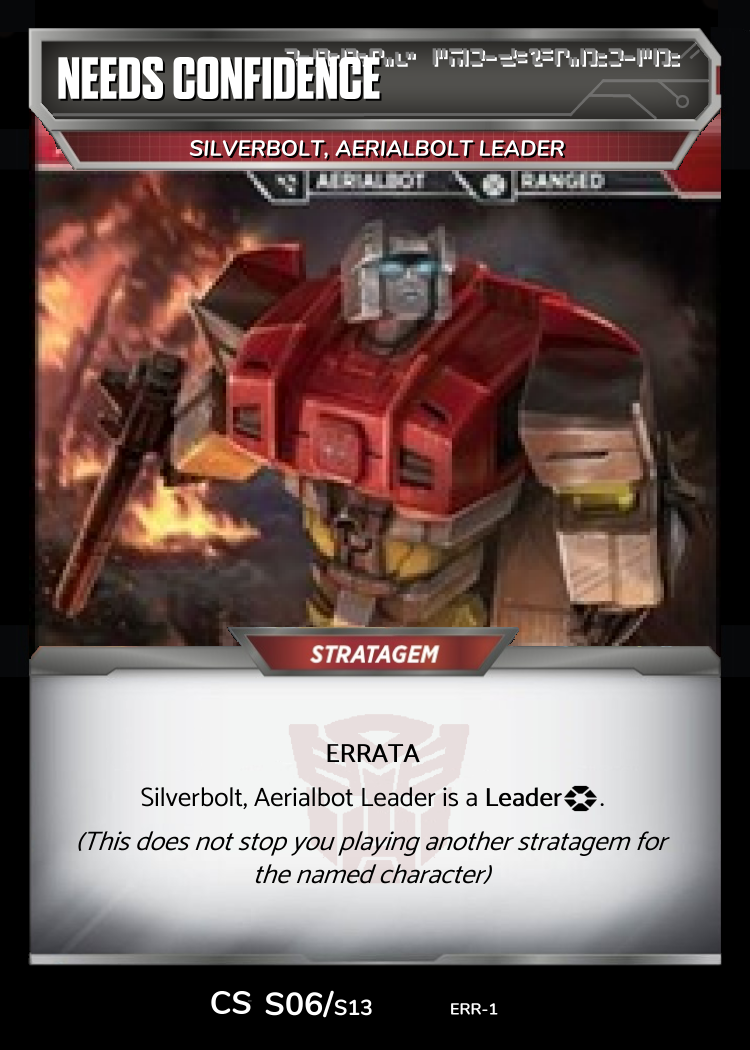 NEEDS CONFIDENCE
SILVERBOLT, AERIALBOLT LEADER
AERIALBOT RANGED
STRATAGEM
ERRATA
Silverbolt, Aerialbot Leader is a Leader.
(This does not stop you playing another stratagem for
the named character)
CS S06/S13 ERR-1